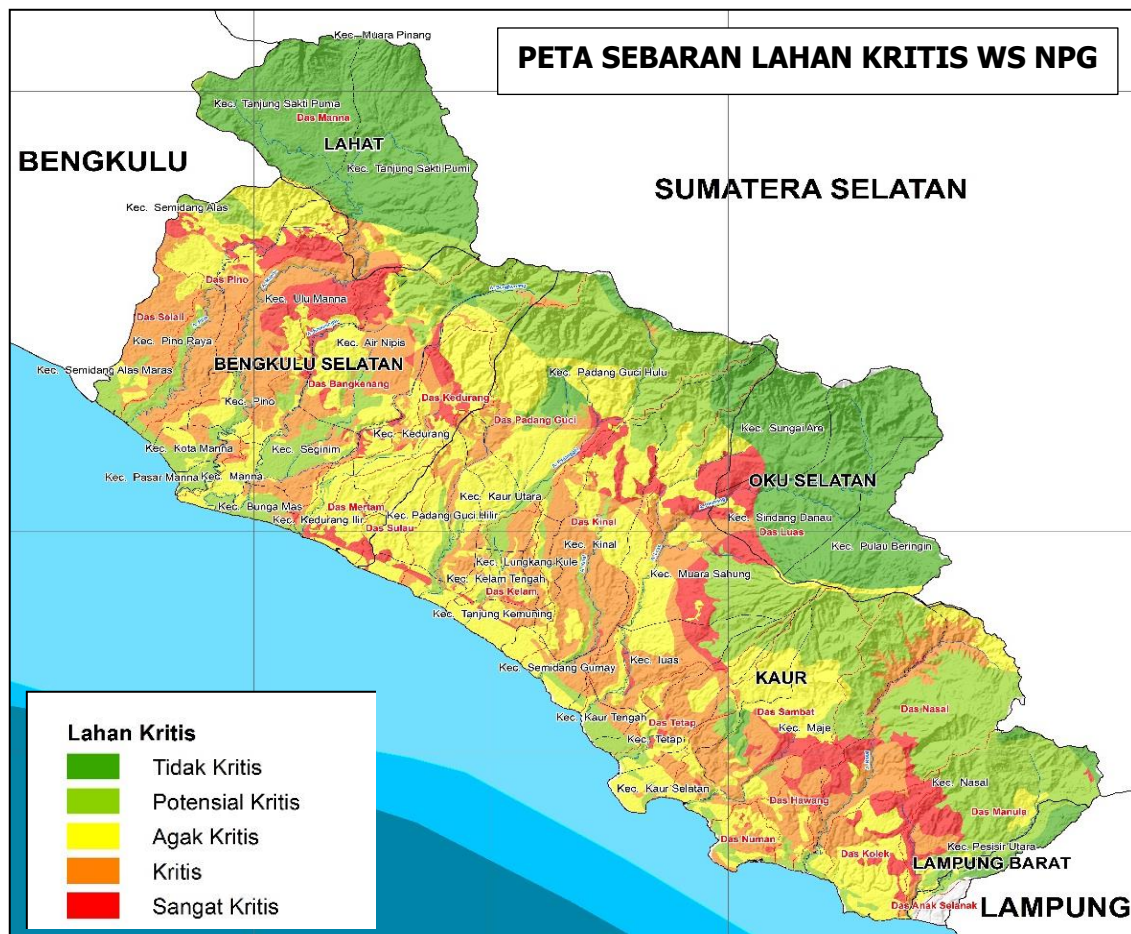 PETA SEBARAN LAHAN KRITIS WS NPG
Kec. Muara Pinang
Kec. Tanjung Sakti Puma
Das Manna
LAHAT
BENGKULU
Kec. Tanjung Sakti Pumi
SUMATERA SELATAN
Kec. Semidang Alas
Das Pino
Kec. Ulu Manna
Das Selali
Kec. Pino Raya
Kec. Air Nipis
BENGKULU SELATAN
Kec. Semidang Alas Maras
Kec. Padang Guci Hulu
Das Bangkenang
Das Kedurang
Kec. Pino
Das Padang Guci
Kec. Sungai Are
Kec. Kedurang
Kec. Kota Manna
Kec. Seginim
Kec. Pasar Manna
Kec. Manna
OKU SELATAN
Kec. Kaur Utara
Kec. Bunga Mas
Das Mertam
Kec. Padang Guci Hilir
Kec. Kedurang Ilir
Das Sulau
Das Kinal
Kec. Sindang Danau
Das Luas
Kec. Kinal
Kec. Pulau Beringin
Kec. Lungkang Kule
Kec. Muara Sahung
Kec. Kelam Tengah
Das Kelam
Kec. Tanjung Kemuning
Kec. Semidang Gumay
Kec. luas
KAUR
Kec. Kaur Tengah
Das Tetap
Das Sambat
Das Nasal
Kec. Maje
Kec. Tetap
Kec. Nasal
Kec. Kaur Selatan
Das Hawang
Das Manula
Das Numan
Kec. Pesisir Utara
Das Kolek
LAMPUNG BARAT
Das Anak Selanak
LAMPUNG
Lahan Kritis
Tidak Kritis
Potensial Kritis
Agak Kritis
Kritis
Sangat Kritis